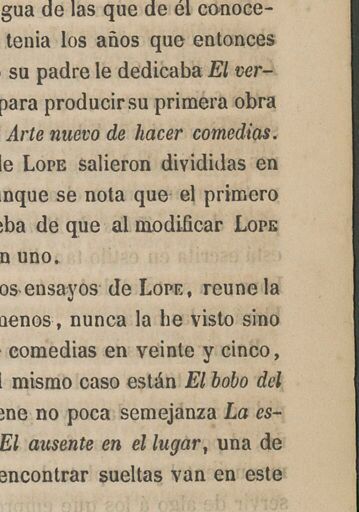 gua de las que de él conoce-
tenia los años que entonces
su padre le dedicaba El ver-
para producir su primera obra
Arte nuevo de hacer comedias.
de LOPE salieron divididas en
unque se nota que el primero
eba de que al modificar LOPE
n uno.
os ensayos de LOPE, reune la
menos, nunca la he visto sino
comedias en veinte y cinco,
l mismo caso están El bobo del
ene no poca semejanza La es-
El ausente en el lugar, una de
encontrar sueltas van en este